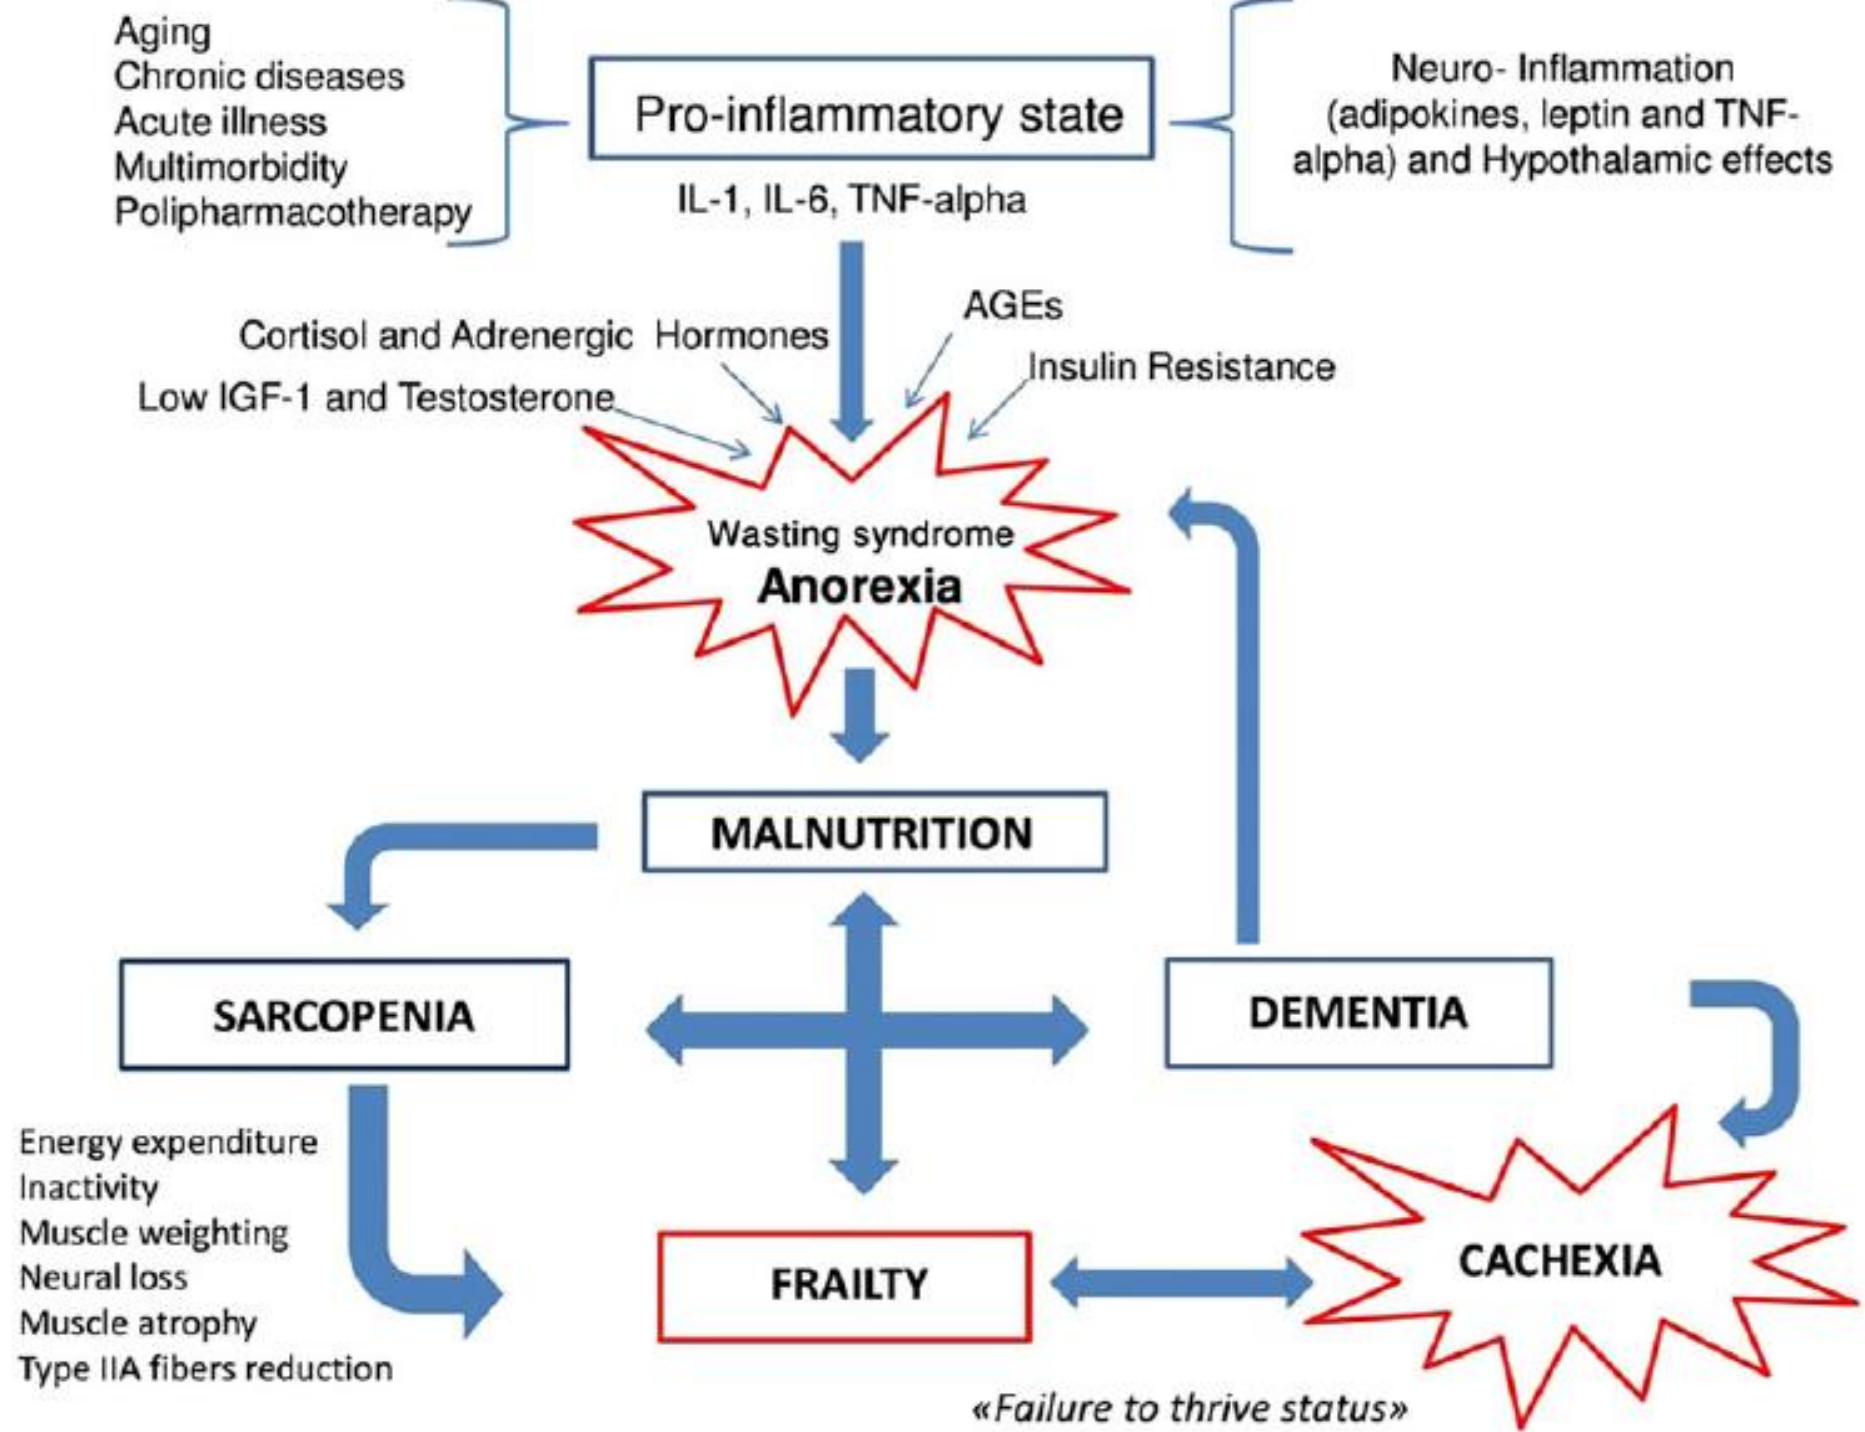 Aging
Chronic diseases
Acute illness
Multimorbidity
Polipharmacotherapy
Pro-inflammatory state
IL-1, IL-6, TNF-alpha
Neuro- Inflammation
(adipokines, leptin and TNF-
alpha) and Hypothalamic effects
Cortisol and Adrenergic Hormones
Low IGF-1 and Testosterone
AGEs
Insulin Resistance
Wasting syndrome
Anorexia
MALNUTRITION
SARCOPENIA
DEMENTIA
Energy expenditure
Inactivity
Muscle weighting
Neural loss
Muscle atrophy
Type IIA fibers reduction
FRAILTY
CACHEXIA
«Failure to thrive status»